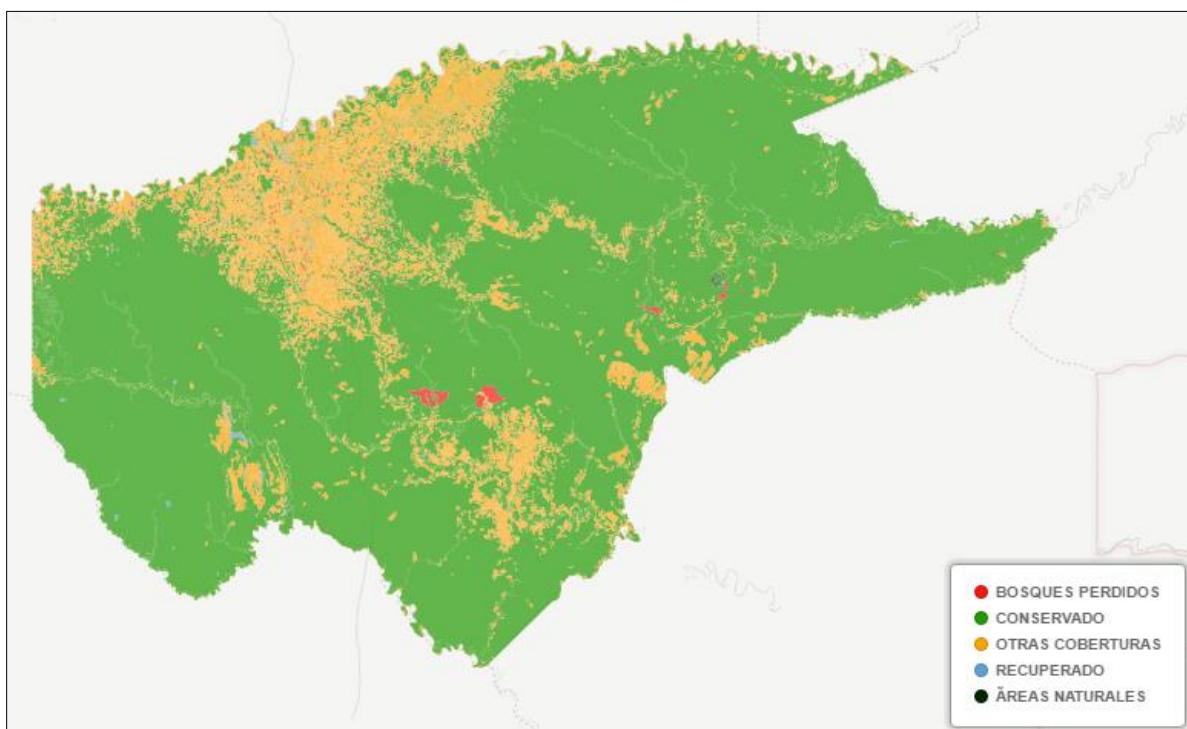 BOSQUES PERDIDOS
CONSERVADO
OTRAS COBERTURAS
RECUPERADO
ÃREAS NATURALES